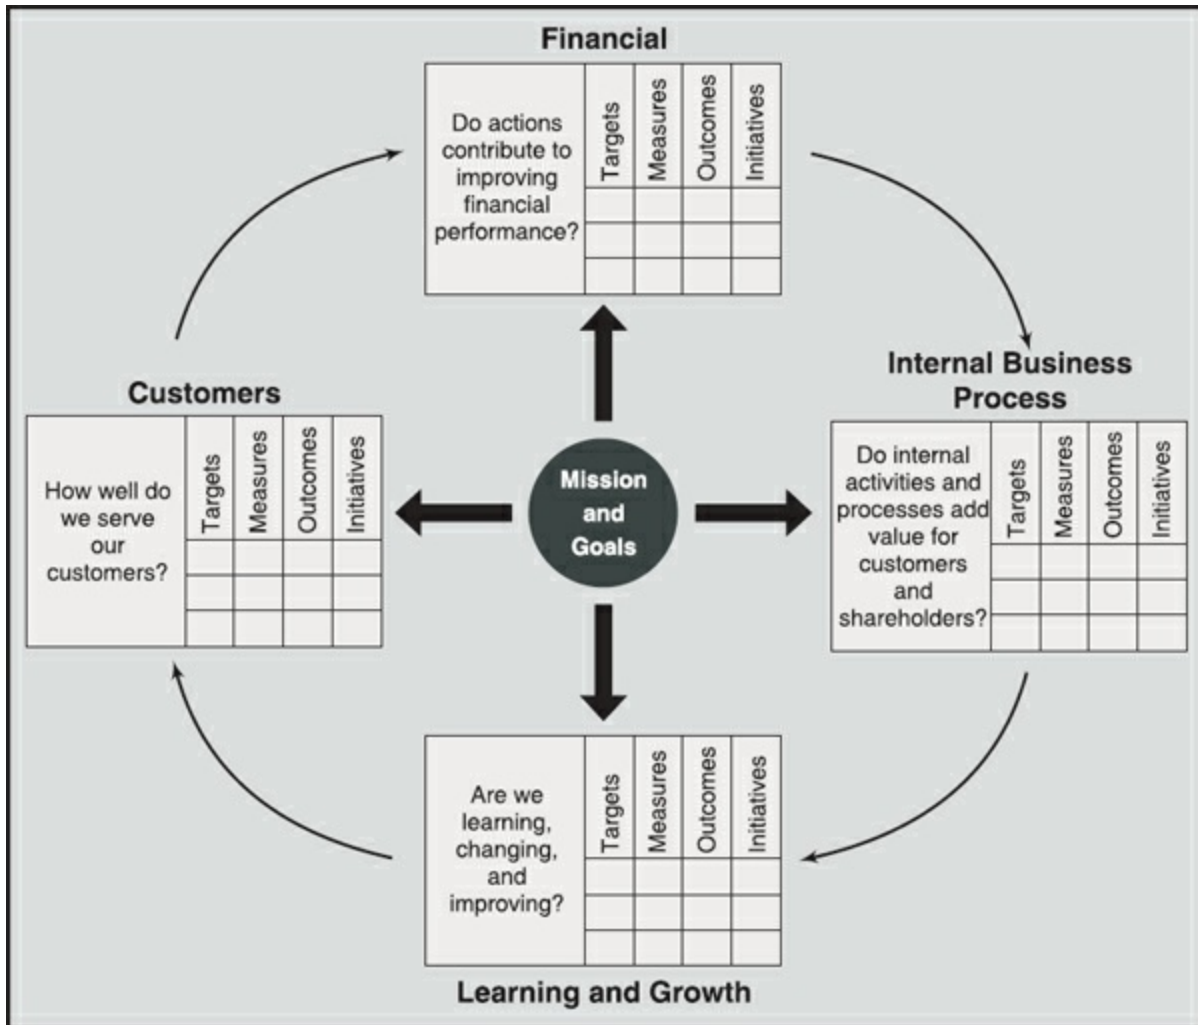 Financial
Do actions
contribute to
improving
financial
performance?
Targets
Measures
Outcomes
Initiatives
Customers
How well do
we serve
our
customers?
Targets
Measures
Outcomes
Initiatives
Mission
and
Goals
Internal Business
Process
Do internal
activities and
processes add
value for
customers
and
shareholders?
Targets
Measures
Outcomes
Initiatives
Are we
learning,
changing,
and
improving?
Targets
Measures
Outcomes
Initiatives
Learning and Growth